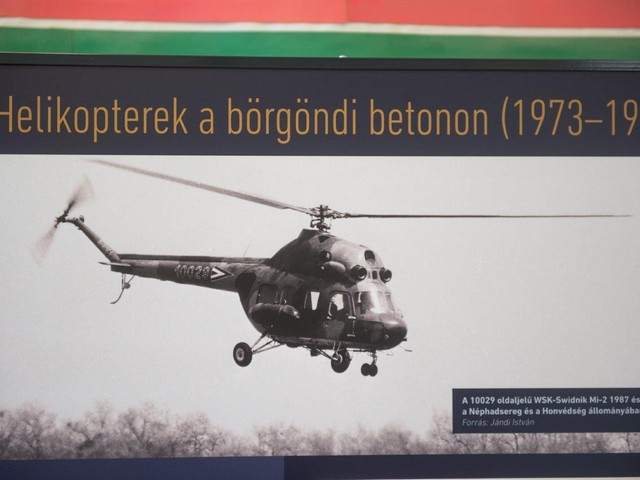 Helikopterek a börgöndi betonon (1973–19
10029
A 10029 oldaljelű WSK-Swidnik Mi-2 1987 és
a Néphadsereg és a Honvédség állományába
Forrás: Jándi István